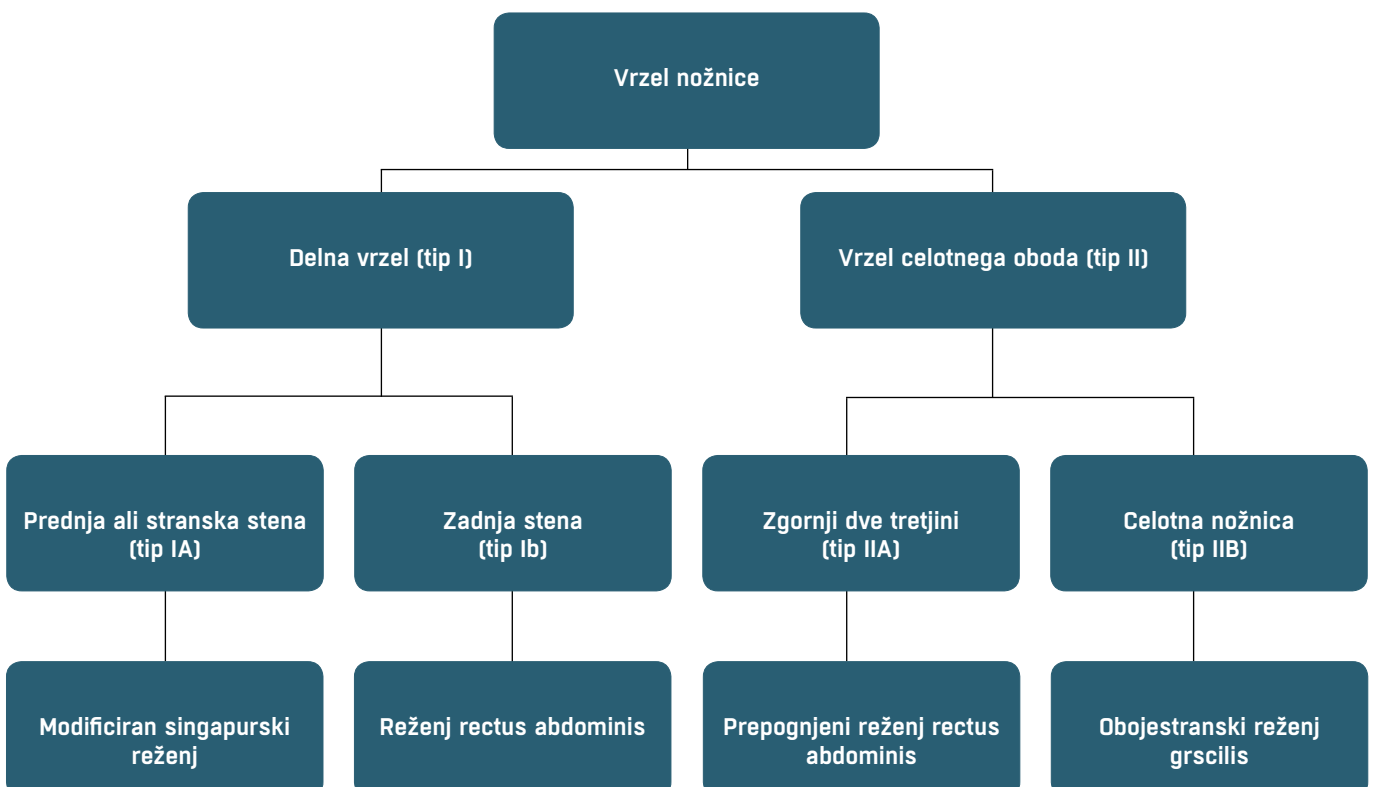 Vrzel nožnice
Delna vrzel (tip I)
Vrzel celotnega oboda (tip II)
Prednja ali stranska stena
(tip IA)
Zadnja stena
(tip Ib)
Zgornji dve tretjini
(tip IIA)
Celotna nožnica
(tip IIB)
Modificiran singapurski
reženj
Reženj rectus abdominis
Prepognjeni reženj rectus
abdominis
Obojestranski reženj
grscilis